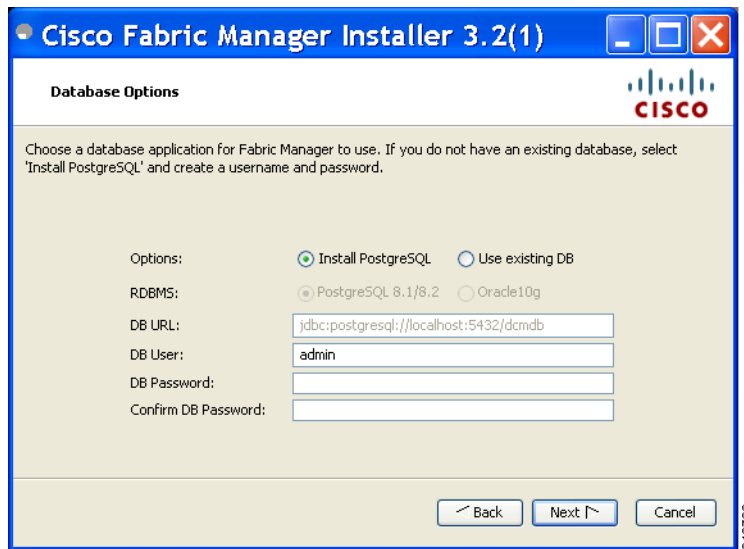 Cisco Fabric Manager Installer 3.2(1)
Database Options
CISCO
Choose a database application for Fabric Manager to use. If you do not have an existing database, select
'Install PostgreSQL' and create a username and password.
Options: Install PostgreSQL Use existing DB
RDBMS: PostgreSQL 8.1/8.2 Oracle10g
DB URL: jdbc:postgresql://localhost:5432/dcmdb
DB User: admin
DB Password:
Confirm DB Password:
Back Next Cancel